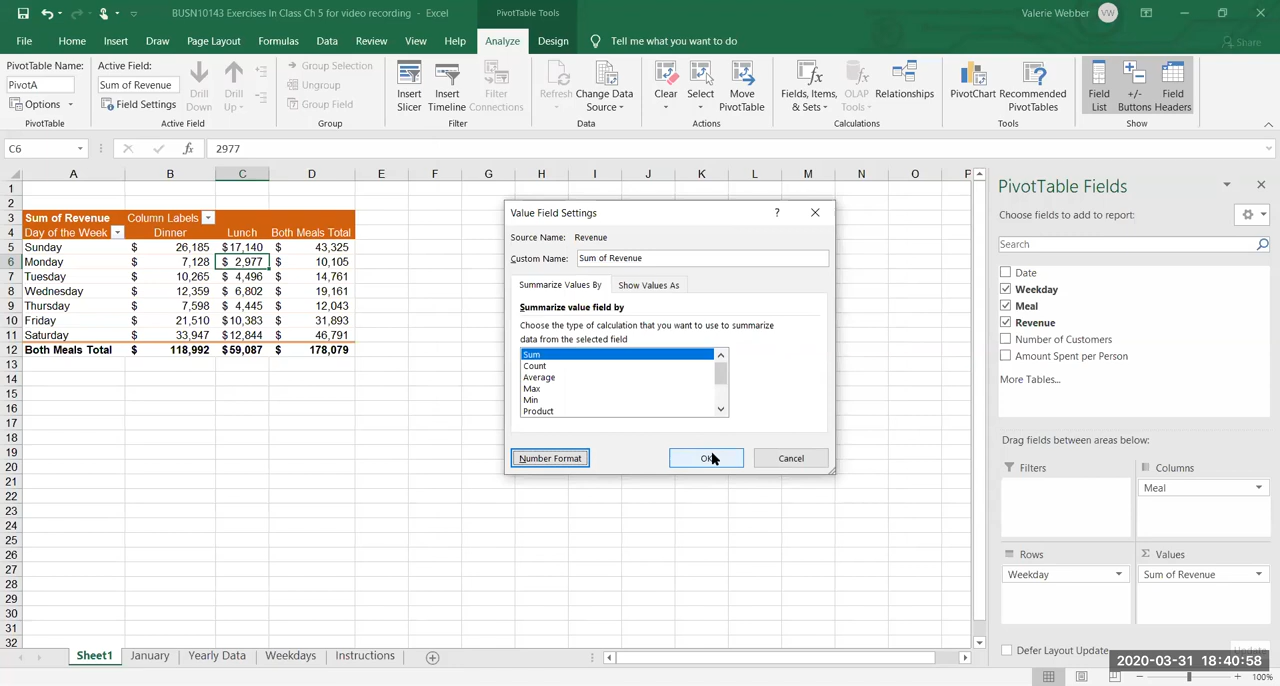 BUSN10143 Exercises In Class Ch 5 for video recording - Excel
PivotTable Tools
Valerie Webber
VW
File Home Insert Draw Page Layout Formulas Data Review View Help Analyze Design Tell me what you want to do Share
PivotTable Name:
PivotA
Options
PivotTable
Active Field:
Sum of Revenue
Field Settings
Drill Down
Drill Up
Active Field
Group Selection
Ungroup
Group Field
Group
Insert Slicer
Insert Timeline
Filter Connections
Filter
Refresh
Change Data Source
Data
Clear
Select
Move PivotTable
Actions
Fields, Items, & Sets
OLAP Tools
Relationships
Calculations
PivotChart
Recommended PivotTables
Tools
Field List
+/- Buttons
Field Headers
Show
C6
fx
2977
A B C D E F G H I J K L M N O P
1
2
3 Sum of Revenue Column Labels
4 Day of the Week Dinner Lunch Both Meals Total
5 Sunday $ 26,185 $17,140 $ 43,325
6 Monday $ 7,128 $ 2,977 $ 10,105
7 Tuesday $ 10,265 $ 4,496 $ 14,761
8 Wednesday $ 12,359 $ 6,802 $ 19,161
9 Thursday $ 7,598 $ 4,445 $ 12,043
10 Friday $ 21,510 $10,383 $ 31,893
11 Saturday $ 33,947 $12,844 $ 46,791
12 Both Meals Total $ 118,992 $59,087 $ 178,079
13
14
15
16
17
18
19
20
21
22
23
24
25
26
27
28
29
30
31
32
Value Field Settings
?
Source Name: Revenue
Custom Name: Sum of Revenue
Summarize Values By Show Values As
Summarize value field by
Choose the type of calculation that you want to use to summarize
data from the selected field
Sum
Count
Average
Max
Min
Product
Number Format OK Cancel
PivotTable Fields
Choose fields to add to report:
Search
Date
Weekday
Meal
Revenue
Number of Customers
Amount Spent per Person
More Tables...
Drag fields between areas below:
Filters
Columns
Meal
Rows
Weekday
Σ Values
Sum of Revenue
Defer Layout Update
Sheet1 January Yearly Data Weekdays Instructions
2020-03-31 18:40:58
100%